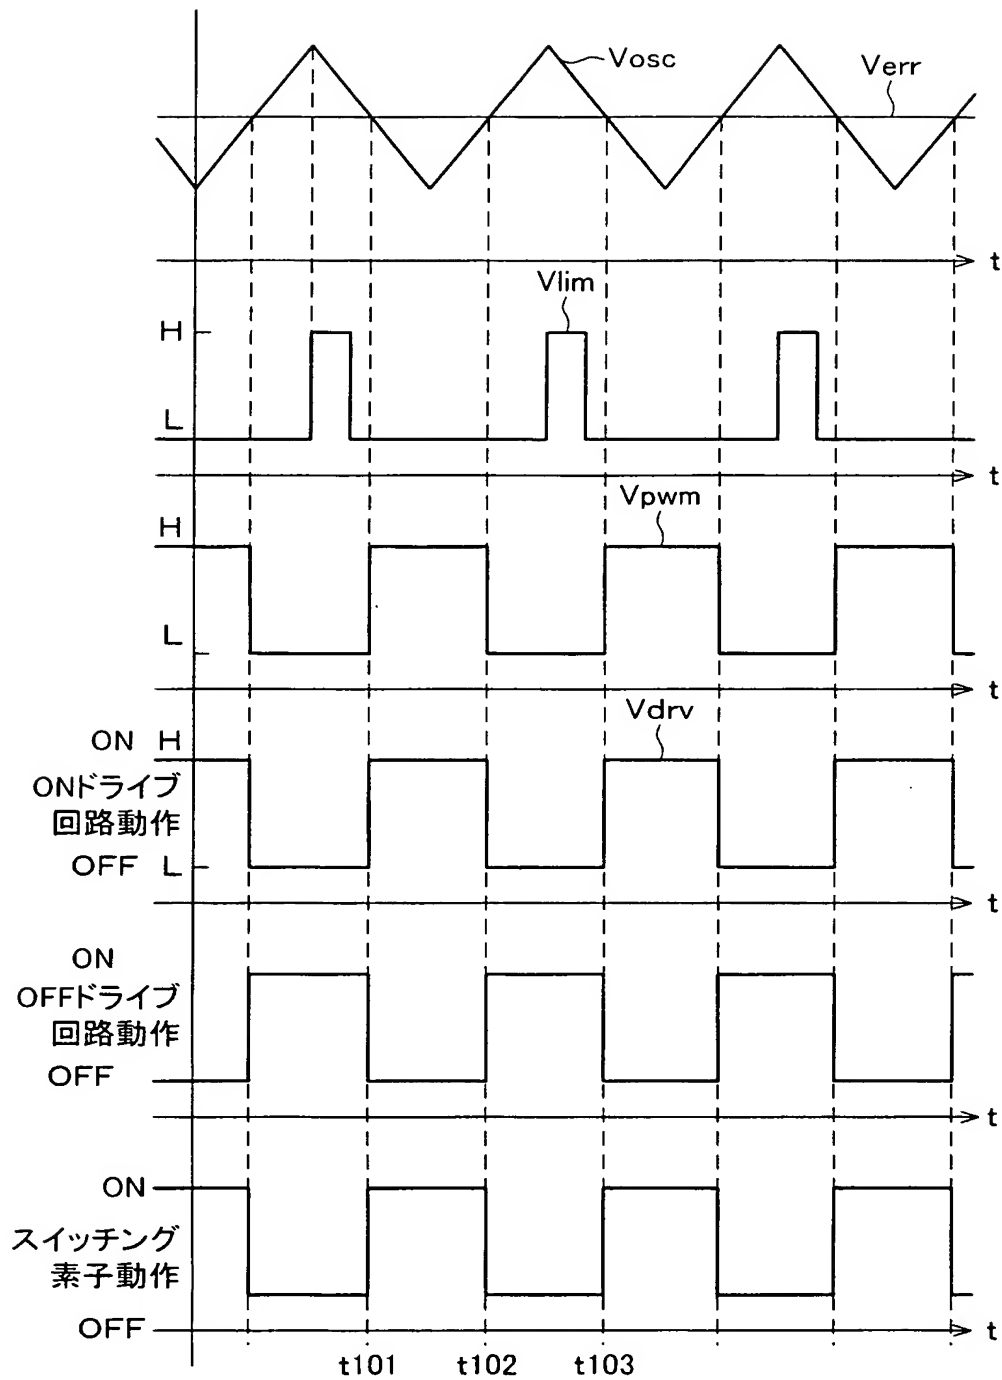 Vosc
Verr
t
Vlim
H
L
t
Vpwm
H
L
t
Vdrv
ON H
ONドライブ
回路動作
OFF L
t
ON
OFFドライブ
回路動作
OFF
t
ON
スイッチング
素子動作
OFF
t
t101 t102 t103